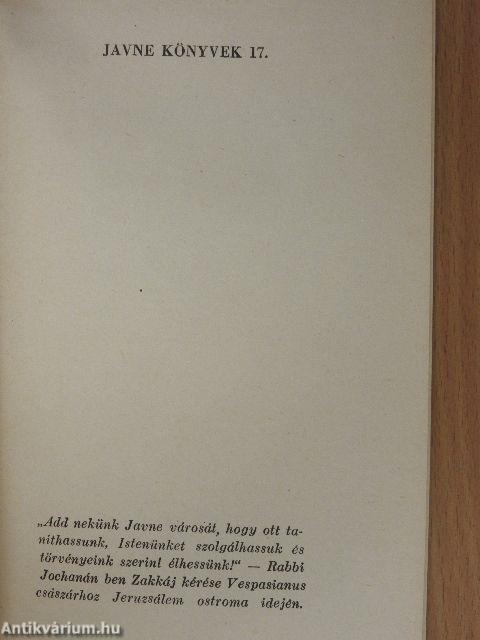 JAVNE KÖNYVEK 17.
„Add nekünk Javne városát, hogy ott ta-
níthassunk, Istenünket szolgálhassuk és
törvényeink szerint élhessünk!“ — Rabbi
Jochanán ben Zakkáj kérése Vespasianus
császárhoz Jeruzsálem ostroma idején.
Antikvárium.hu